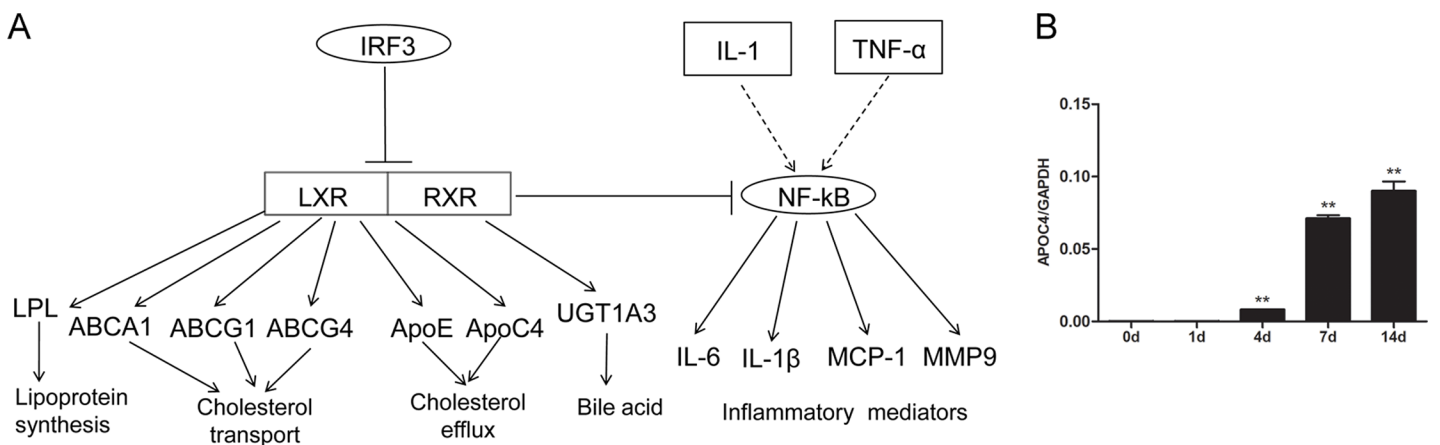 A
IRF3
IL-1
TNF-α
LXR
RXR
NF-kB
LPL
ABCA1
ABCG1
ABCG4
ApoE
ApoC4
UGT1A3
IL-6
IL-1β
MCP-1
MMP9
Lipoprotein
synthesis
Cholesterol
transport
Cholesterol
efflux
Bile acid
Inflammatory mediators
B
APOC4/GAPDH
0.15
0.10
0.05
0.00
**
**
**
0d
1d
4d
7d
14d